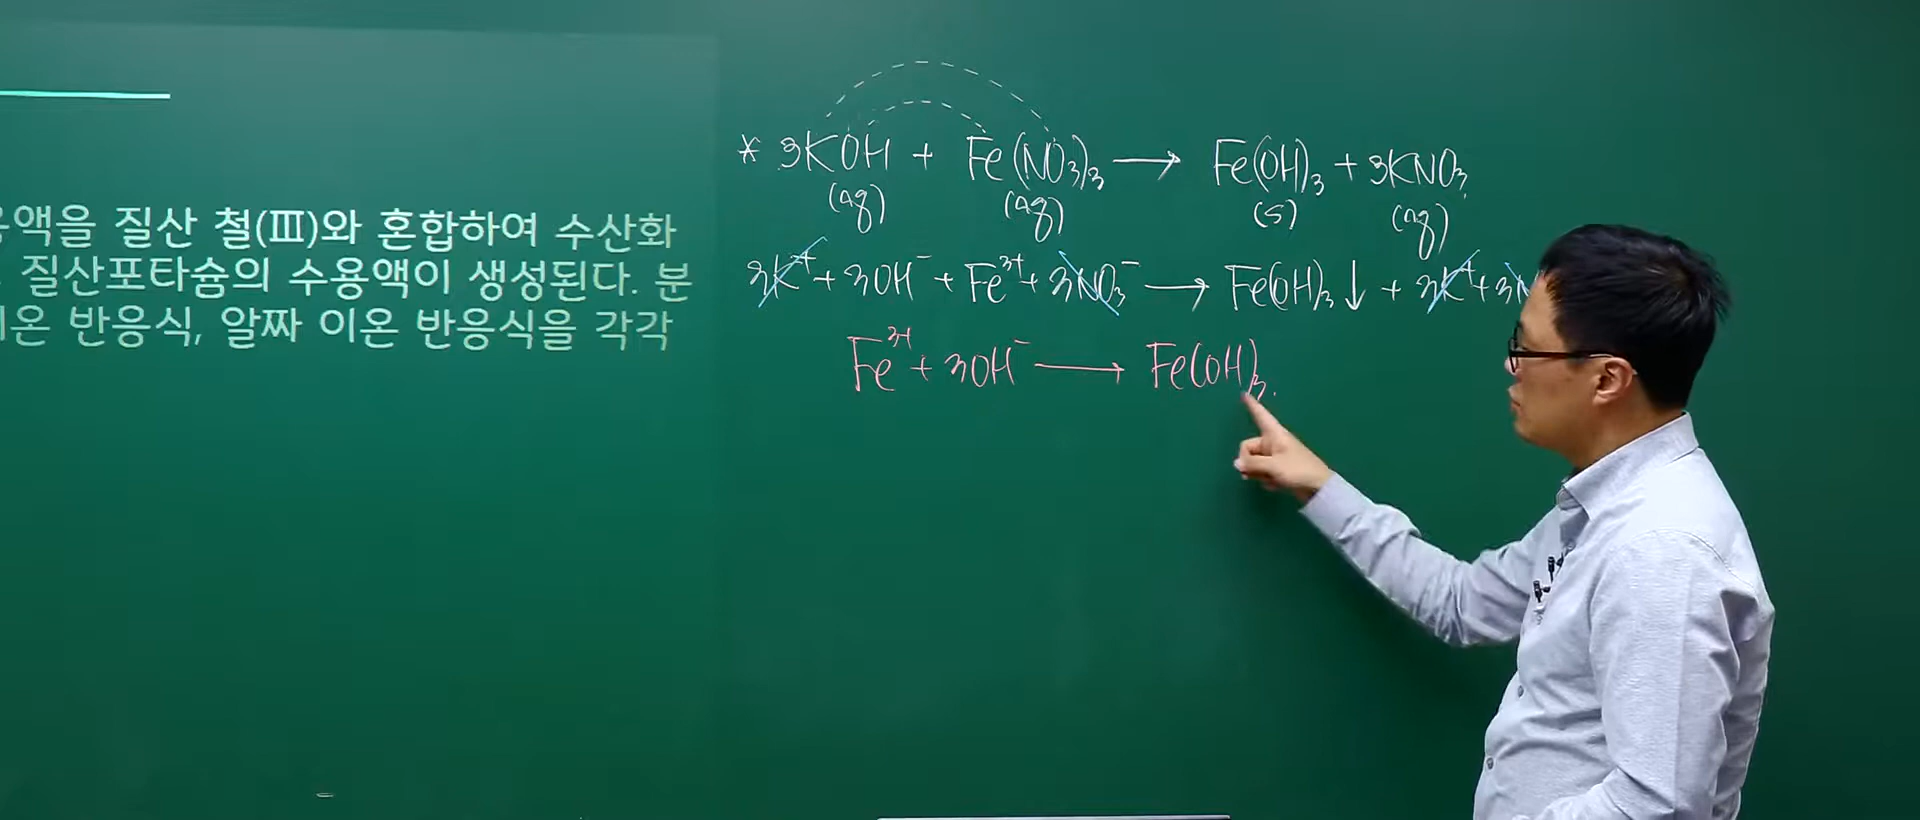 용액을 질산 철(Ⅲ)와 혼합하여 수산화
질산포타슘의 수용액이 생성된다. 분
이온 반응식, 알짜 이온 반응식을 각각
* 3KOH + Fe(NO₃)₃ → Fe(OH)₃ + 3KNO₃
(aq) (aq) (s) (aq)
3K⁺ + 3OH⁻ + Fe³⁺ + 3NO₃⁻ → Fe(OH)₃↓ + 3K⁺ + 3N
Fe³⁺ + 3OH⁻ → Fe(OH)₃.